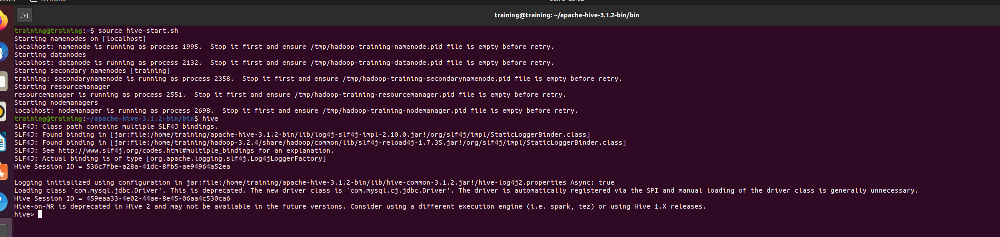 Terminal
training@training: ~/apache-hive-3.1.2-bin/bin
training@training:~$ source hive-start.sh
Starting namenodes on [localhost]
localhost: namenode is running as process 1995.  Stop it first and ensure /tmp/hadoop-training-namenode.pid file is empty before retry.
Starting datanodes
localhost: datanode is running as process 2132.  Stop it first and ensure /tmp/hadoop-training-datanode.pid file is empty before retry.
Starting secondary namenodes [training]
training: secondarynamenode is running as process 2358.  Stop it first and ensure /tmp/hadoop-training-secondarynamenode.pid file is empty before retry.
Starting resourcemanager
resourcemanager is running as process 2551.  Stop it first and ensure /tmp/hadoop-training-resourcemanager.pid file is empty before retry.
Starting nodemanagers
localhost: nodemanager is running as process 2698.  Stop it first and ensure /tmp/hadoop-training-nodemanager.pid file is empty before retry.
training@training:~/apache-hive-3.1.2-bin/bin$ hive
SLF4J: Class path contains multiple SLF4J bindings.
SLF4J: Found binding in [jar:file:/home/training/apache-hive-3.1.2-bin/lib/log4j-slf4j-impl-2.10.0.jar!/org/slf4j/impl/StaticLoggerBinder.class]
SLF4J: Found binding in [jar:file:/home/training/hadoop-3.2.4/share/hadoop/common/lib/slf4j-reload4j-1.7.35.jar!/org/slf4j/impl/StaticLoggerBinder.class]
SLF4J: See http://www.slf4j.org/codes.html#multiple_bindings for an explanation.
SLF4J: Actual binding is of type [org.apache.logging.slf4j.Log4jLoggerFactory]
Hive Session ID = 536c7fbe-a28a-41dc-8fb5-ae94964a52ea
Logging initialized using configuration in jar:file:/home/training/apache-hive-3.1.2-bin/lib/hive-common-3.1.2.jar!/hive-log4j2.properties Async: true
Loading class `com.mysql.jdbc.Driver'. This is deprecated. The new driver class is `com.mysql.cj.jdbc.Driver'. The driver is automatically registered via the SPI and manual loading of the driver class is generally unnecessary.
Hive Session ID = 459eaa33-4e02-44ae-8e45-06aa4c530ca6
Hive-on-MR is deprecated in Hive 2 and may not be available in the future versions. Consider using a different execution engine (i.e. spark, tez) or using Hive 1.X releases.
hive>